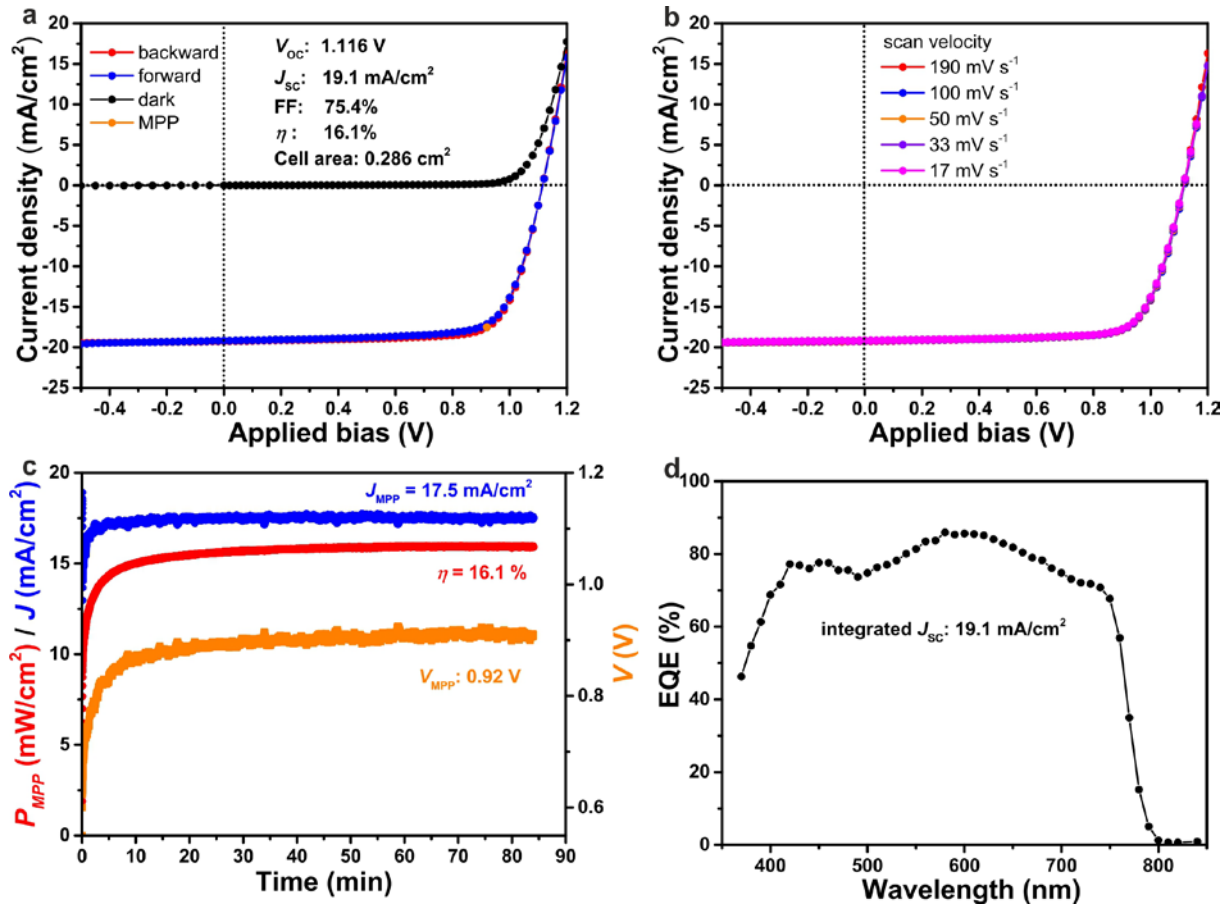 a
Current density (mA/cm²)
20
15
10
5
0
-5
-10
-15
-20
-25
backward
forward
dark
MPP
V_OC: 1.116 V
J_SC: 19.1 mA/cm²
FF: 75.4%
η : 16.1%
Cell area: 0.286 cm²
-0.4 -0.2 0.0 0.2 0.4 0.6 0.8 1.0 1.2
Applied bias (V)
b
Current density (mA/cm²)
20
15
10
5
0
-5
-10
-15
-20
-25
scan velocity
190 mV s⁻¹
100 mV s⁻¹
50 mV s⁻¹
33 mV s⁻¹
17 mV s⁻¹
-0.4 -0.2 0.0 0.2 0.4 0.6 0.8 1.0 1.2
Applied bias (V)
c
P_MPP (mW/cm²) / J (mA/cm²)
20
15
10
5
0
J_MPP = 17.5 mA/cm²
η = 16.1 %
V_MPP: 0.92 V
1.2
1.0
0.8
0.6
V (V)
0 10 20 30 40 50 60 70 80 90
Time (min)
d
EQE (%)
100
80
60
40
20
0
integrated J_SC: 19.1 mA/cm²
400 500 600 700 800
Wavelength (nm)